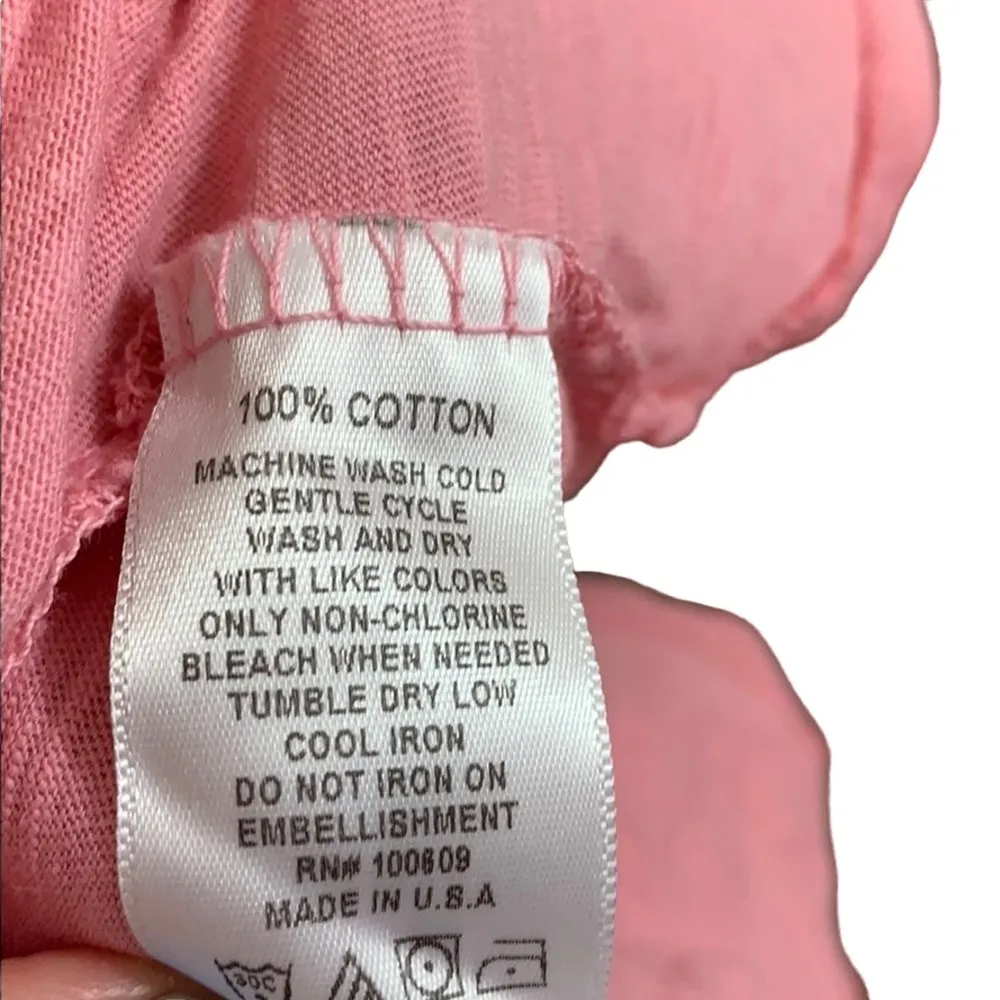 100% COTTON
MACHINE WASH COLD
GENTLE CYCLE
WASH AND DRY
WITH LIKE COLORS
ONLY NON-CHLORINE
BLEACH WHEN NEEDED
TUMBLE DRY LOW
COOL IRON
DO NOT IRON ON
EMBELLISHMENT
RN# 100609
MADE IN U.S.A
30C